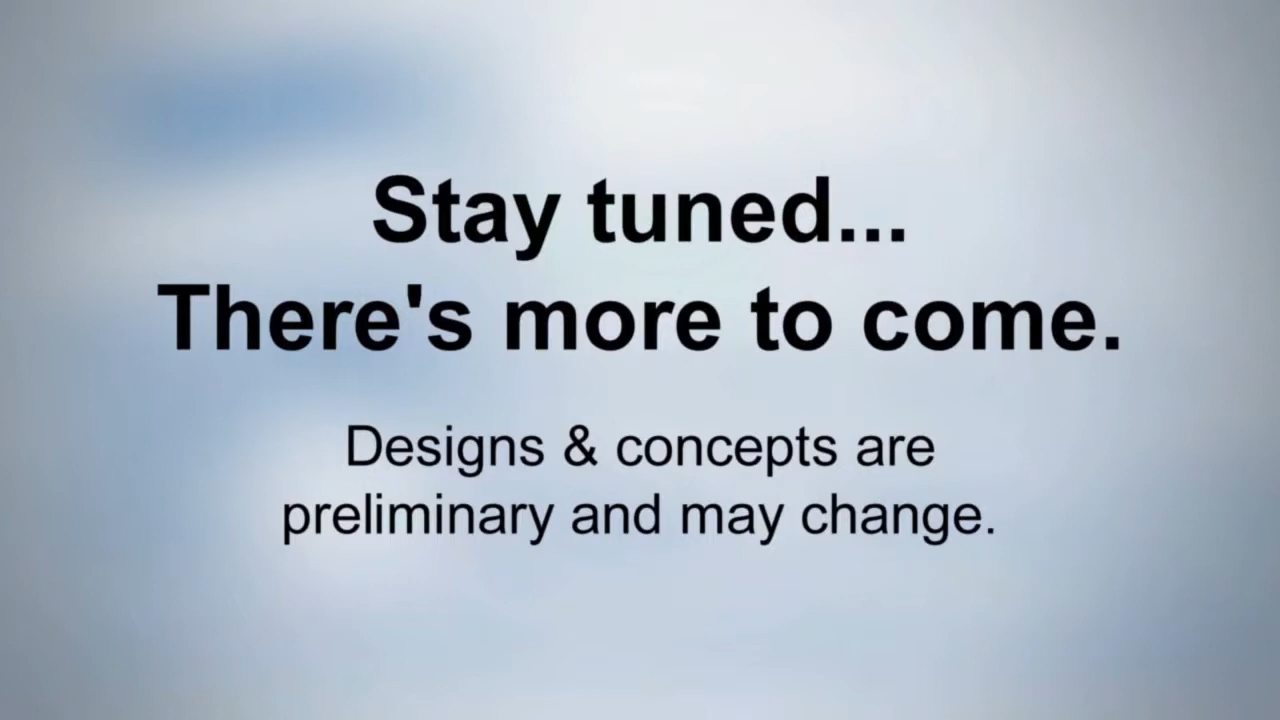 Stay tuned...
There's more to come.
Designs & concepts are
preliminary and may change.